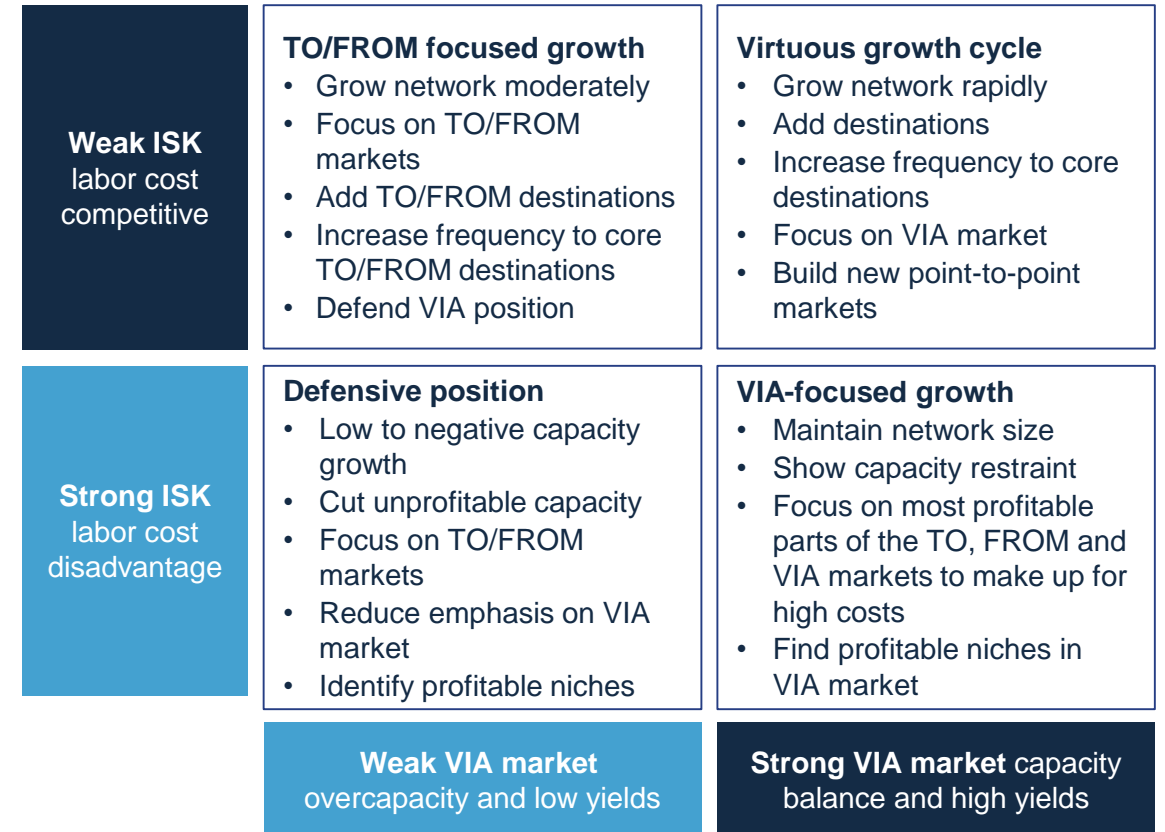 Weak ISK
labor cost
competitive
TO/FROM focused growth
• Grow network moderately
• Focus on TO/FROM
markets
• Add TO/FROM destinations
• Increase frequency to core
TO/FROM destinations
• Defend VIA position
Virtuous growth cycle
• Grow network rapidly
• Add destinations
• Increase frequency to core
destinations
• Focus on VIA market
• Build new point-to-point
markets
Strong ISK
labor cost
disadvantage
Defensive position
• Low to negative capacity
growth
• Cut unprofitable capacity
• Focus on TO/FROM
markets
• Reduce emphasis on VIA
market
• Identify profitable niches
VIA-focused growth
• Maintain network size
• Show capacity restraint
• Focus on most profitable
parts of the TO, FROM and
VIA markets to make up for
high costs
• Find profitable niches in
VIA market
Weak VIA market
overcapacity and low yields
Strong VIA market capacity
balance and high yields